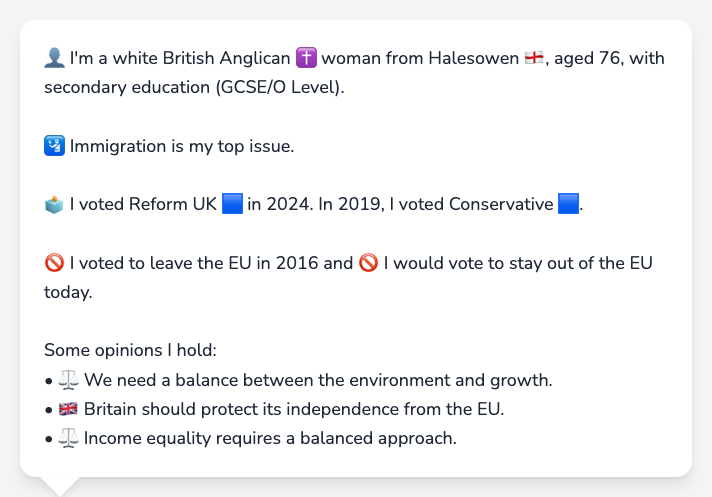 👤 I'm a white British Anglican ✝️ woman from Halesowen 🏴󠁧󠁢󠁥󠁮󠁧󠁿, aged 76, with
secondary education (GCSE/O Level).
🛂 Immigration is my top issue.
🗳️ I voted Reform UK 🟦 in 2024. In 2019, I voted Conservative 🟦.
🚫 I voted to leave the EU in 2016 and 🚫 I would vote to stay out of the EU
today.
Some opinions I hold:
• ⚖️ We need a balance between the environment and growth.
• 🇬🇧 Britain should protect its independence from the EU.
• ⚖️ Income equality requires a balanced approach.